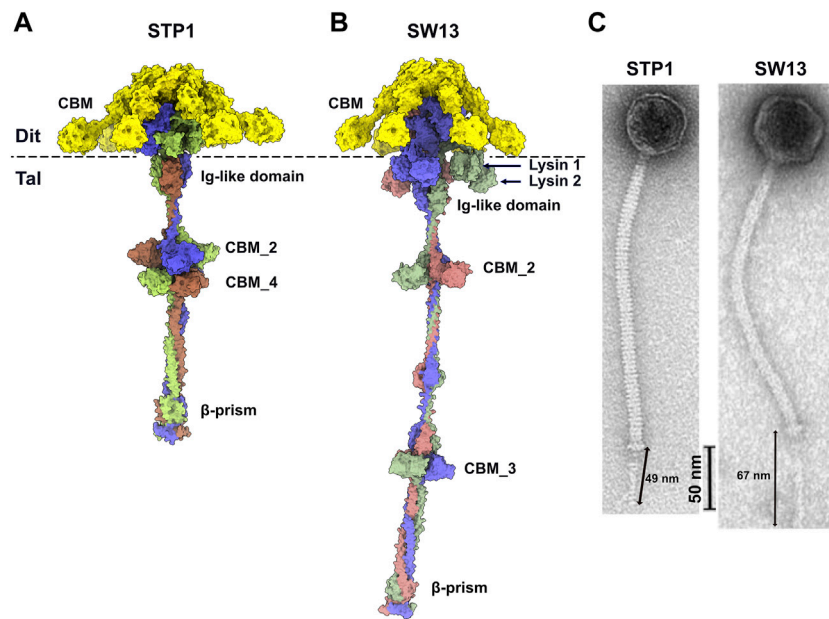 A
STP1
B
SW13
C
STP1
SW13
CBM
CBM
Dit
Tal
Ig-like domain
Lysin 1
Lysin 2
Ig-like domain
CBM_2
CBM_4
CBM_2
β-prism
CBM_3
β-prism
49 nm
50 nm
67 nm